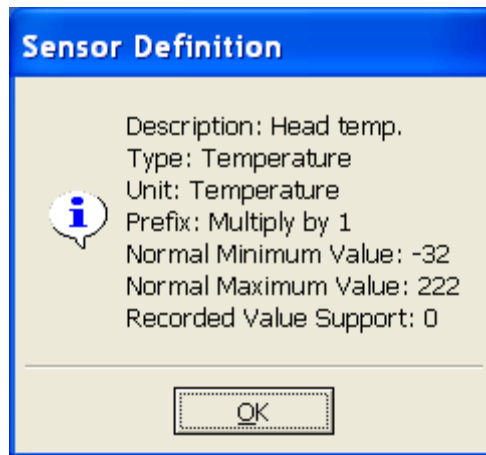 Sensor Definition
Description: Head temp.
Type: Temperature
Unit: Temperature
Prefix: Multiply by 1
Normal Minimum Value: -32
Normal Maximum Value: 222
Recorded Value Support: 0
OK